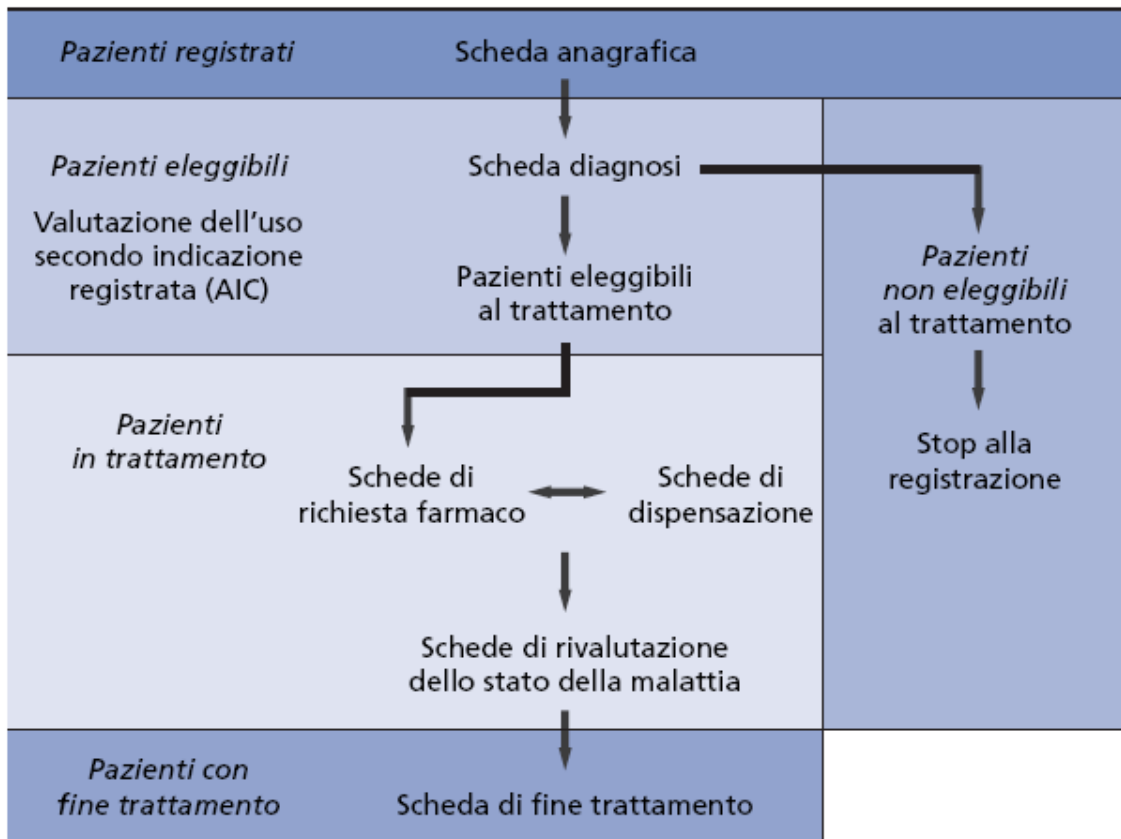 Pazienti registrati
Scheda anagrafica
Pazienti eleggibili
Valutazione dell'uso
secondo indicazione
registrata (AIC)
Scheda diagnosi
Pazienti eleggibili
al trattamento
Pazienti
non eleggibili
al trattamento
Stop alla
registrazione
Pazienti
in trattamento
Schede di
richiesta farmaco
Schede di
dispensazione
Schede di rivalutazione
dello stato della malattia
Pazienti con
fine trattamento
Scheda di fine trattamento